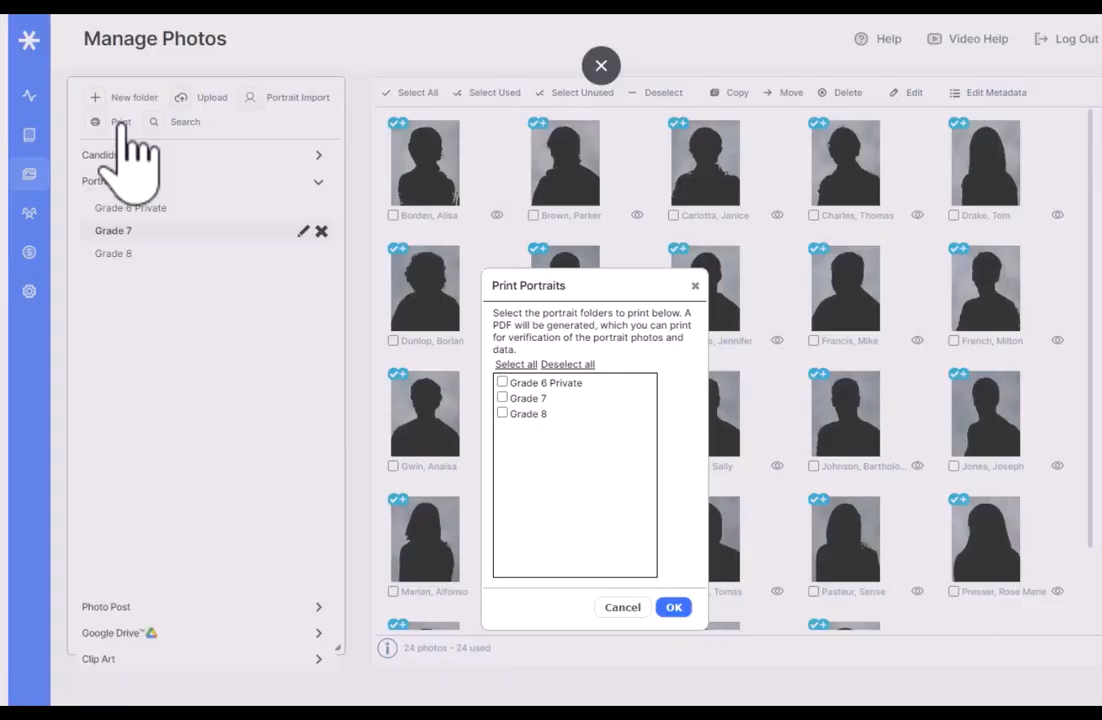 Manage Photos
Help
Video Help
Log Out
New folder
Upload
Portrait Import
Print
Search
Grade 6 Private
Grade 7
Grade 8
Photo Post
Google Drive™
Clip Art
Select All
Select Used
Select Unused
Deselect
Copy
Move
Delete
Edit
Edit Metadata
Borden, Alisa
Brown, Parker
Carlotta, Janice
Charles, Thomas
Drake, Tom
Dunlop, Borian
Jennifer
Francis, Mike
French, Milton
Gwin, Anaisa
Sally
Johnson, Bartholo...
Jones, Joseph
Marian, Alfonso
Tomas
Pasteur, Sense
Presser, Rose Marie
24 photos - 24 used
Print Portraits
Select the portrait folders to print below. A
PDF will be generated, which you can print
for verification of the portrait photos and
data.
Select all Deselect all
Grade 6 Private
Grade 7
Grade 8
Cancel
OK